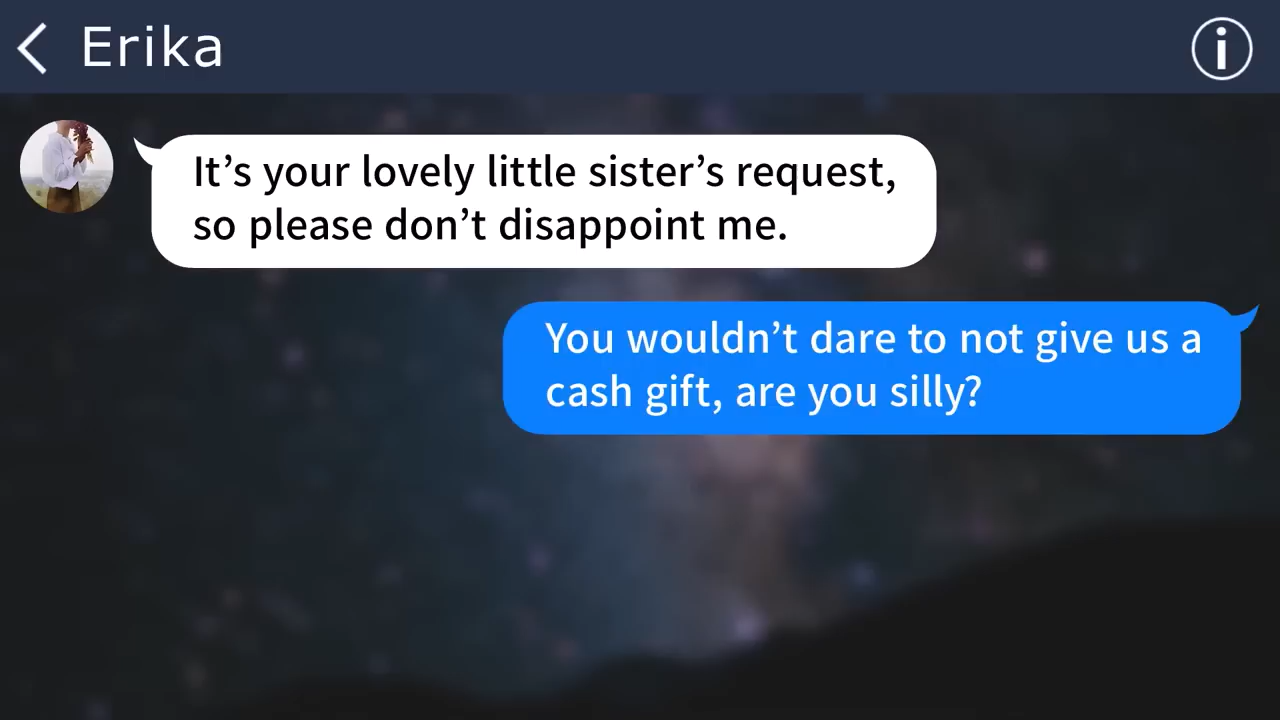 Erika
It’s your lovely little sister’s request,
so please don’t disappoint me.
You wouldn’t dare to not give us a
cash gift, are you silly?